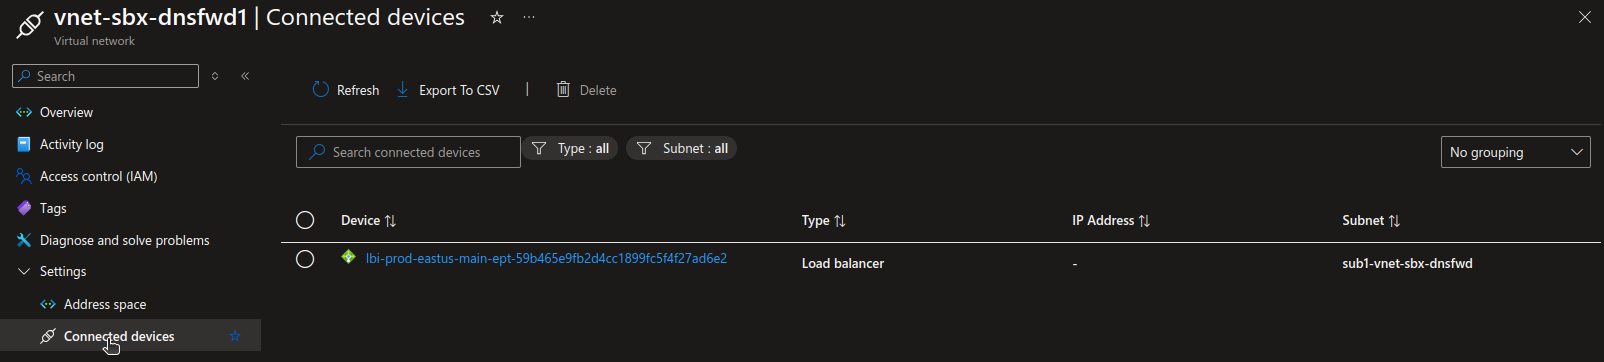 vnet-sbx-dnsfwd1 | Connected devices ☆ ···
Virtual network
Search
Overview
Activity log
Access control (IAM)
Tags
Diagnose and solve problems
Settings
Address space
Connected devices
Refresh Export To CSV | Delete
Search connected devices Type : all Subnet : all No grouping
Device Type IP Address Subnet
lbi-prod-eastus-main-ept-59b465e9fb2d4cc1899fc5f4f27ad6e2 Load balancer - sub1-vnet-sbx-dnsfwd